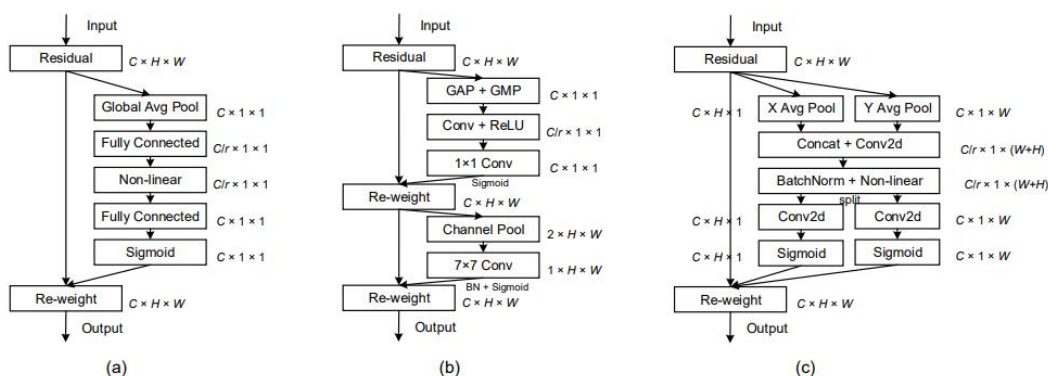 Input
Residual
C × H × W
Global Avg Pool
C × 1 × 1
Fully Connected
C/r × 1 × 1
Non-linear
C/r × 1 × 1
Fully Connected
C × 1 × 1
Sigmoid
C × 1 × 1
Re-weight
C × H × W
Output
(a)
Input
Residual
C × H × W
GAP + GMP
C × 1 × 1
Conv + ReLU
C/r × 1 × 1
1×1 Conv
C × 1 × 1
Sigmoid
Re-weight
C × H × W
Channel Pool
2 × H × W
7×7 Conv
1 × H × W
BN + Sigmoid
Re-weight
C × H × W
Output
(b)
Input
Residual
C × H × W
C × H × 1
X Avg Pool
Y Avg Pool
C × 1 × W
Concat + Conv2d
C/r × 1 × (W+H)
BatchNorm + Non-linear
C/r × 1 × (W+H)
split
C × H × 1
Conv2d
Conv2d
C × 1 × W
C × H × 1
Sigmoid
Sigmoid
C × 1 × W
Re-weight
C × H × W
Output
(c)